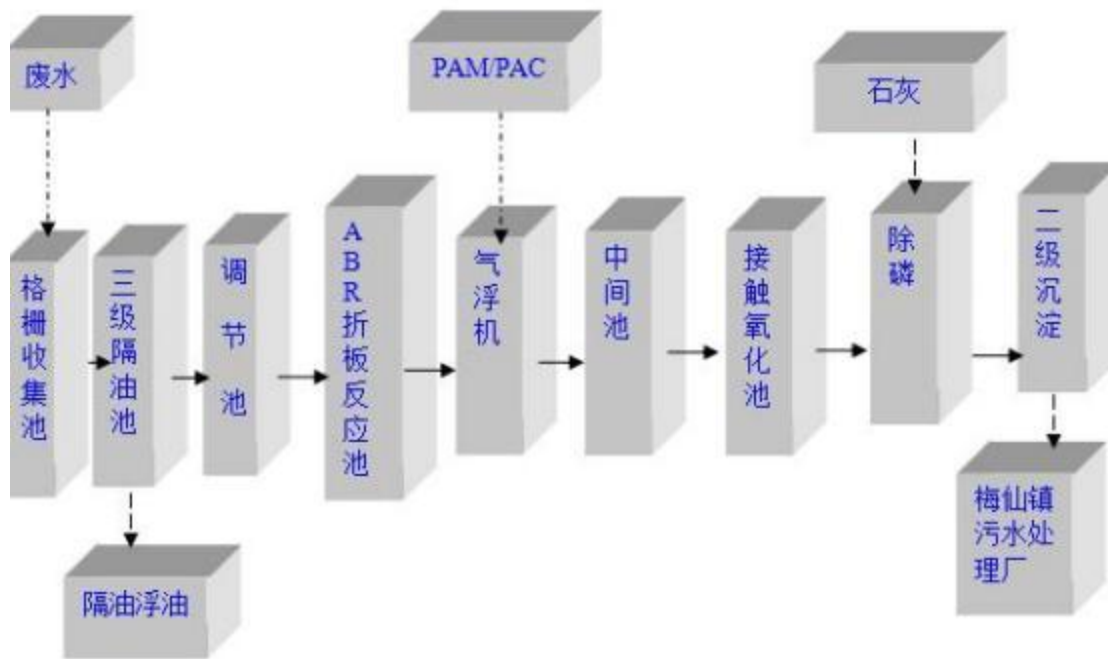 废水
PAM/PAC
石灰
格栅收集池
三级隔油池
调节池
ABR折板反应池
气浮机
中间池
接触氧化池
除磷
二级沉淀
隔油浮油
梅仙镇
污水处
理厂